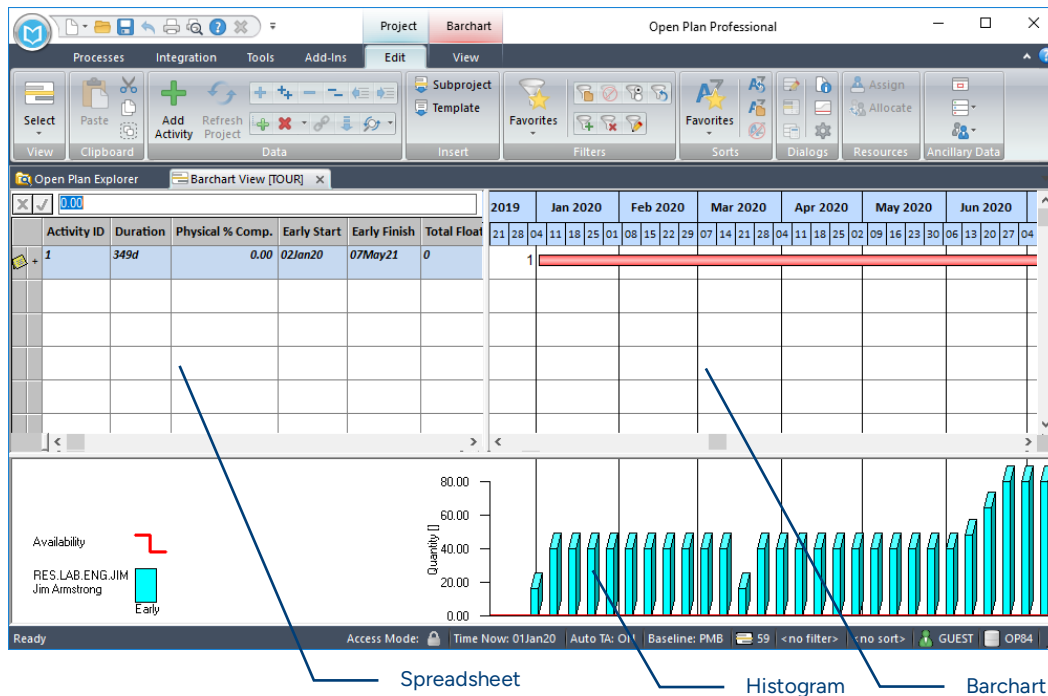 Project Barchart Open Plan Professional
Processes Integration Tools Add-Ins Edit View
Select
View
Paste
Clipboard
Add
Activity
Refresh
Project
Data
Subproject
Template
Insert
Favorites
Filters
Favorites
Sorts
Dialogs
Assign
Allocate
Resources
Ancillary Data
Open Plan Explorer Barchart View [TOUR]
0.00
Activity ID Duration Physical % Comp. Early Start Early Finish Total Float
1 349d 0.00 02Jan20 07May21 0
2019 Jan 2020 Feb 2020 Mar 2020 Apr 2020 May 2020 Jun 2020
21 28 04 11 18 25 01 08 15 22 29 07 14 21 28 04 11 18 25 02 09 16 23 30 06 13 20 27 04
1
Availability
RES.LAB.ENG.JIM
Jim Armstrong
Early
Quantity []
80.00
60.00
40.00
20.00
0.00
Ready Access Mode: Time Now: 01Jan20 Auto TA: ON Baseline: PMB 59 <no filter> <no sort> GUEST OP84
Spreadsheet Histogram Barchart